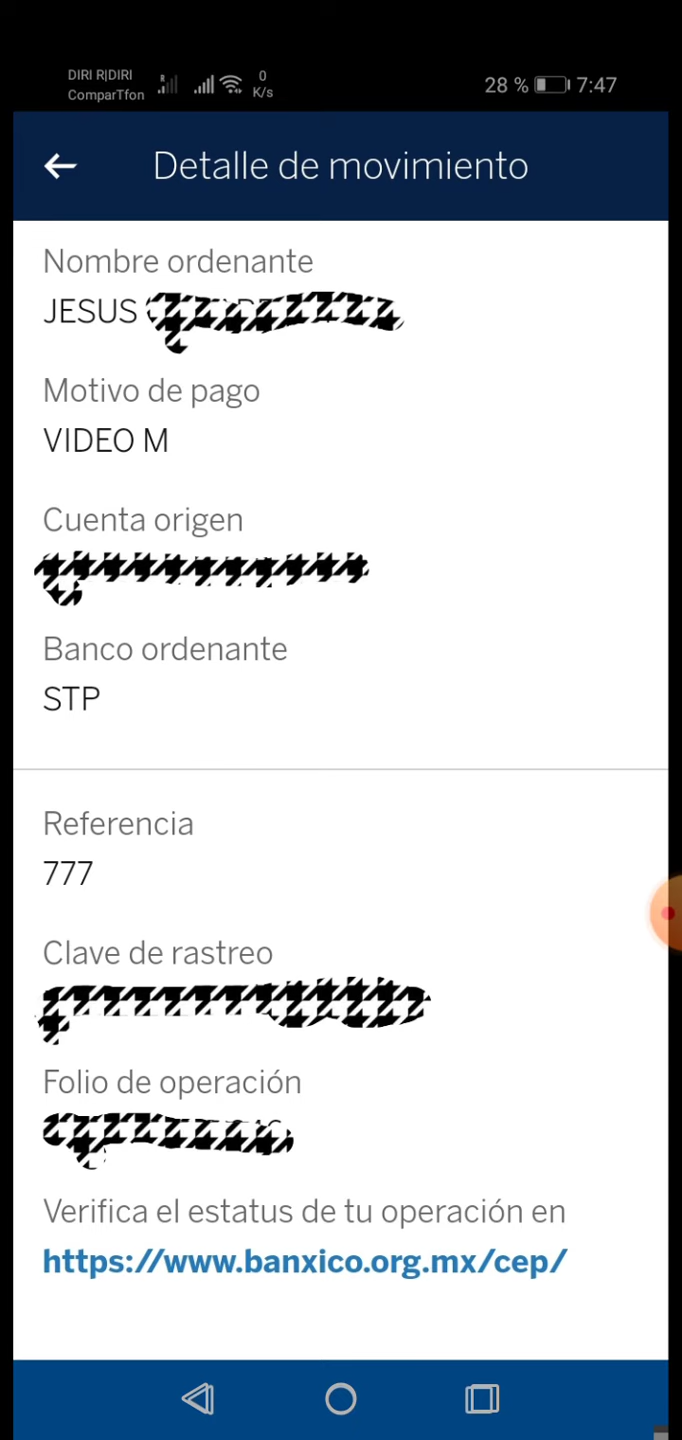 DIRI R|DIRI
ComparTfon
R
0
K/s
28 %
7:47
Detalle de movimiento
Nombre ordenante
JESUS
Motivo de pago
VIDEO M
Cuenta origen
Banco ordenante
STP
Referencia
777
Clave de rastreo
Folio de operación
Verifica el estatus de tu operación en
https://www.banxico.org.mx/cep/